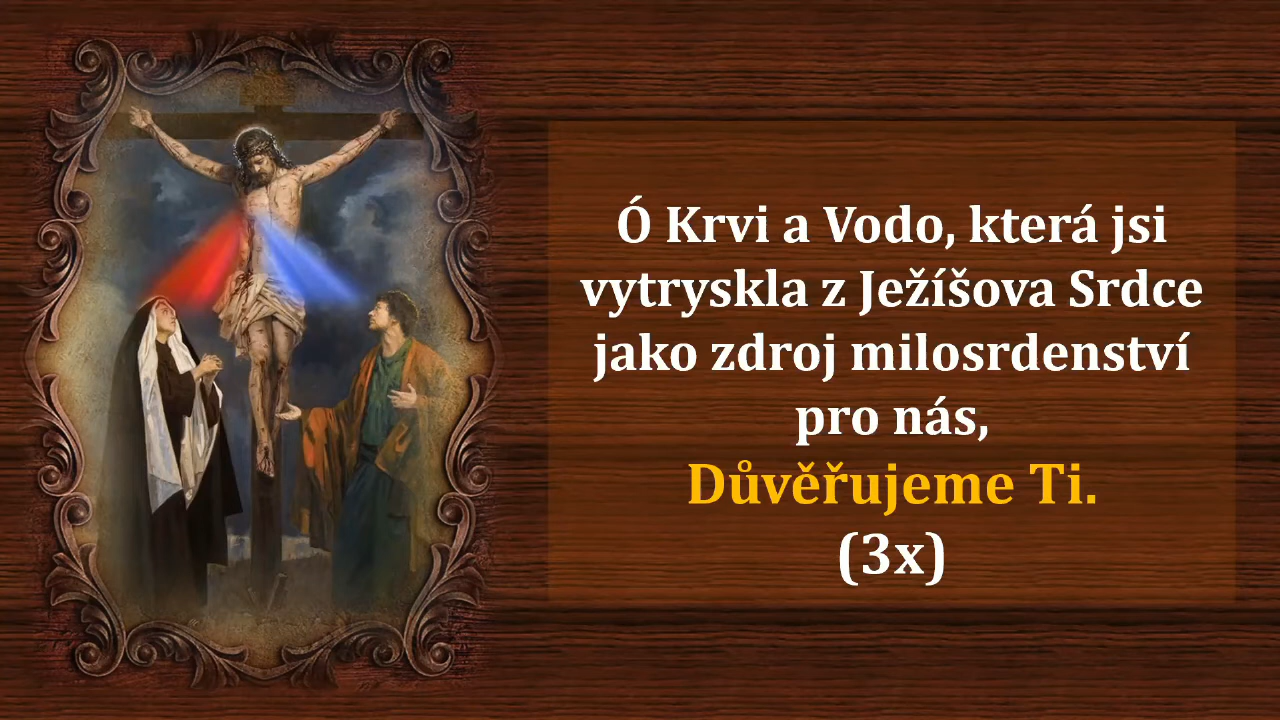 Ó Krvi a Vodo, která jsi
vytryskla z Ježíšova Srdce
jako zdroj milosrdenství
pro nás,
Důvěřujeme Ti.
(3x)